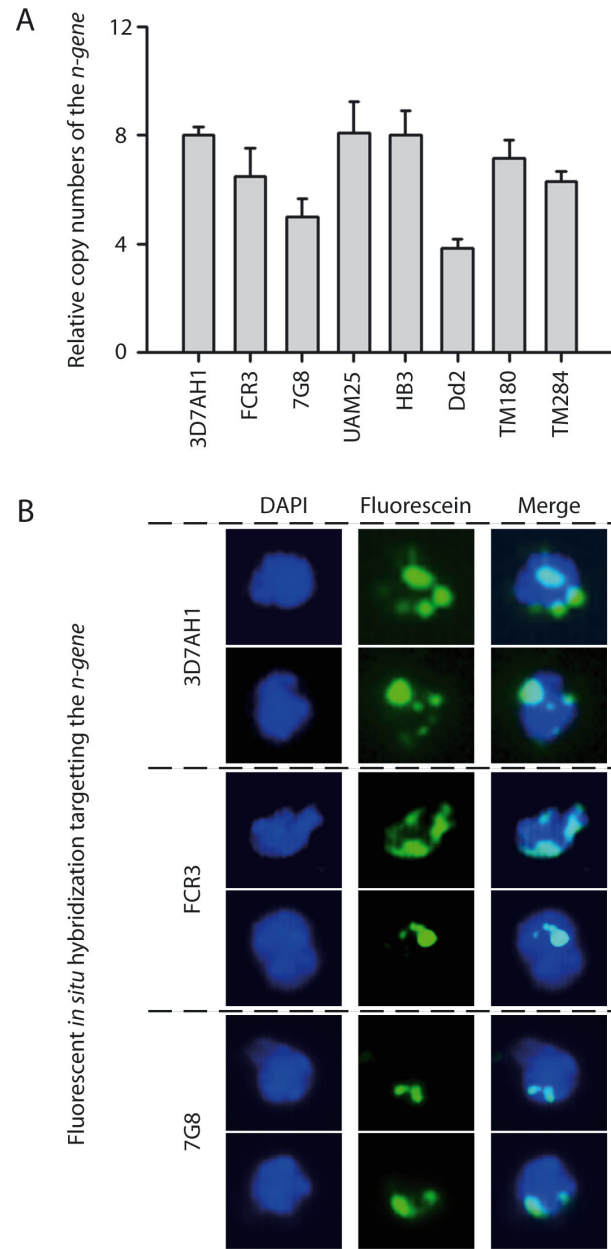 A
Relative copy numbers of the n-gene
12
8
4
0
3D7AH1
FCR3
7G8
UAM25
HB3
Dd2
TM180
TM284
B
DAPI Fluorescein Merge
Fluorescent in situ hybridization targetting the n-gene
3D7AH1
FCR3
7G8